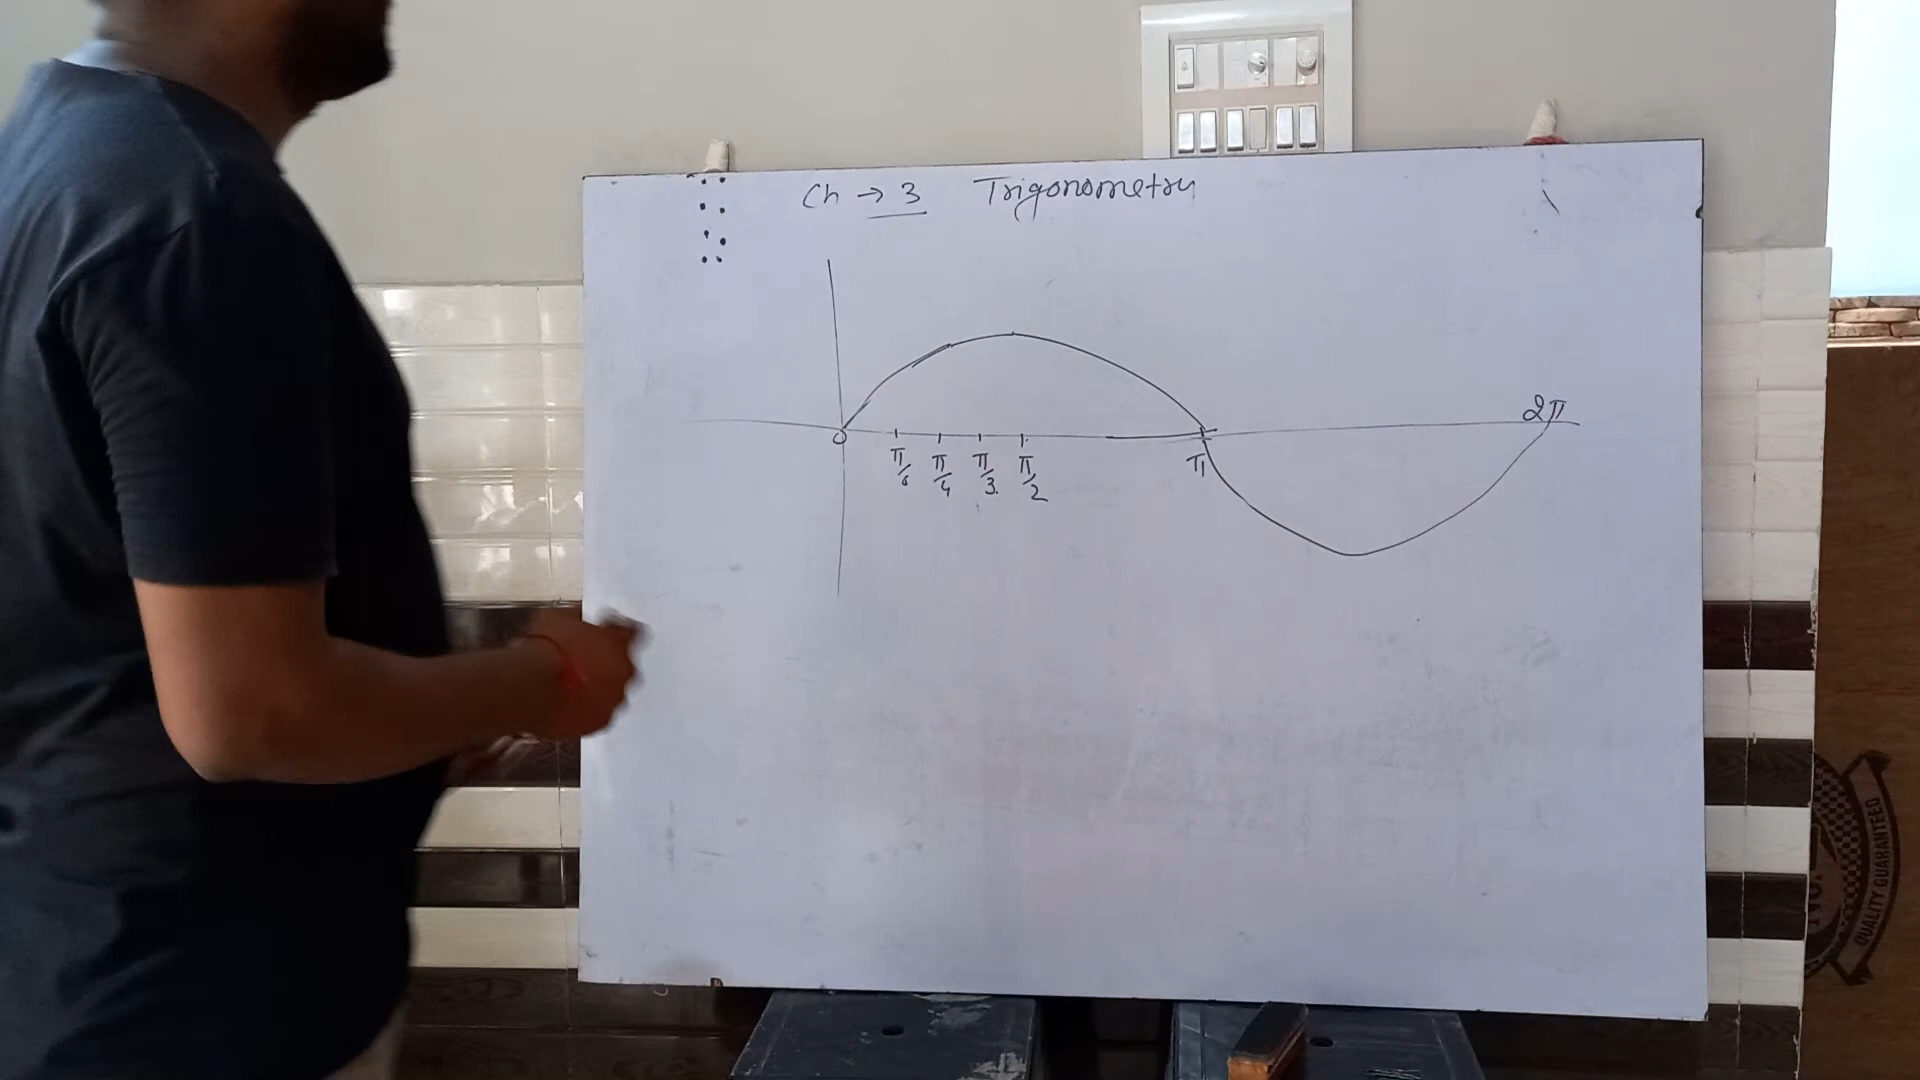 Ch → 3 Trigonometry
2π
0 π/6 π/4 π/3 π/2 π
QUALITY GUARANTEED